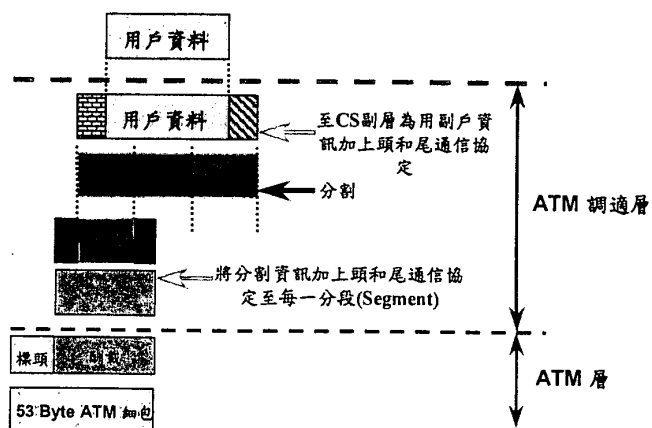 用戶資料
用戶資料
至CS副層為用副戶資
訊加上頭和尾通信協
定
分割
ATM 調適層
將分割資訊加上頭和尾通信協
定至每一分段(Segment)
標頭
ATM 層
53 Byte ATM 細包